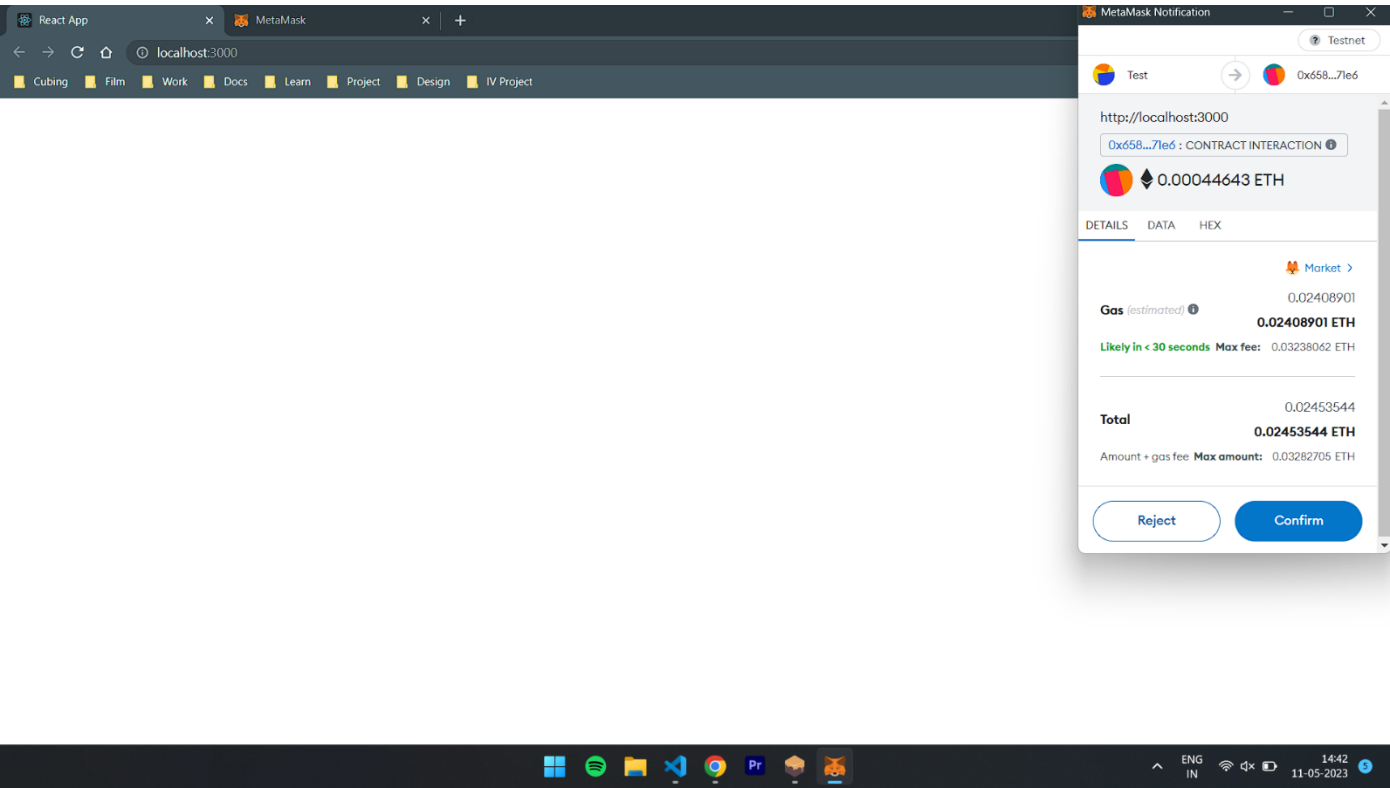 React App
MetaMask
localhost:3000
Cubing Film Work Docs Learn Project Design IV Project
MetaMask Notification
Testnet
Test 0x658...71e6
http://localhost:3000
0x658...71e6 : CONTRACT INTERACTION
0.00044643 ETH
DETAILS DATA HEX
Market >
0.02408901
Gas (estimated)
0.02408901 ETH
Likely in < 30 seconds Max fee: 0.03238062 ETH
0.02453544
Total
0.02453544 ETH
Amount + gas fee Max amount: 0.03282705 ETH
Reject Confirm
Pr
ENG
IN
14:42
11-05-2023
5